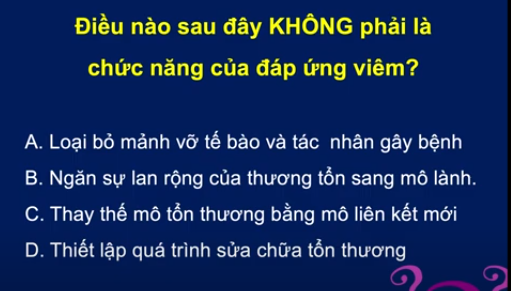 Điều nào sau đây KHÔNG phải là
chức năng của đáp ứng viêm?
A. Loại bỏ mảnh vỡ tế bào và tác nhân gây bệnh
B. Ngăn sự lan rộng của thương tổn sang mô lành.
C. Thay thế mô tổn thương bằng mô liên kết mới
D. Thiết lập quá trình sửa chữa tổn thương